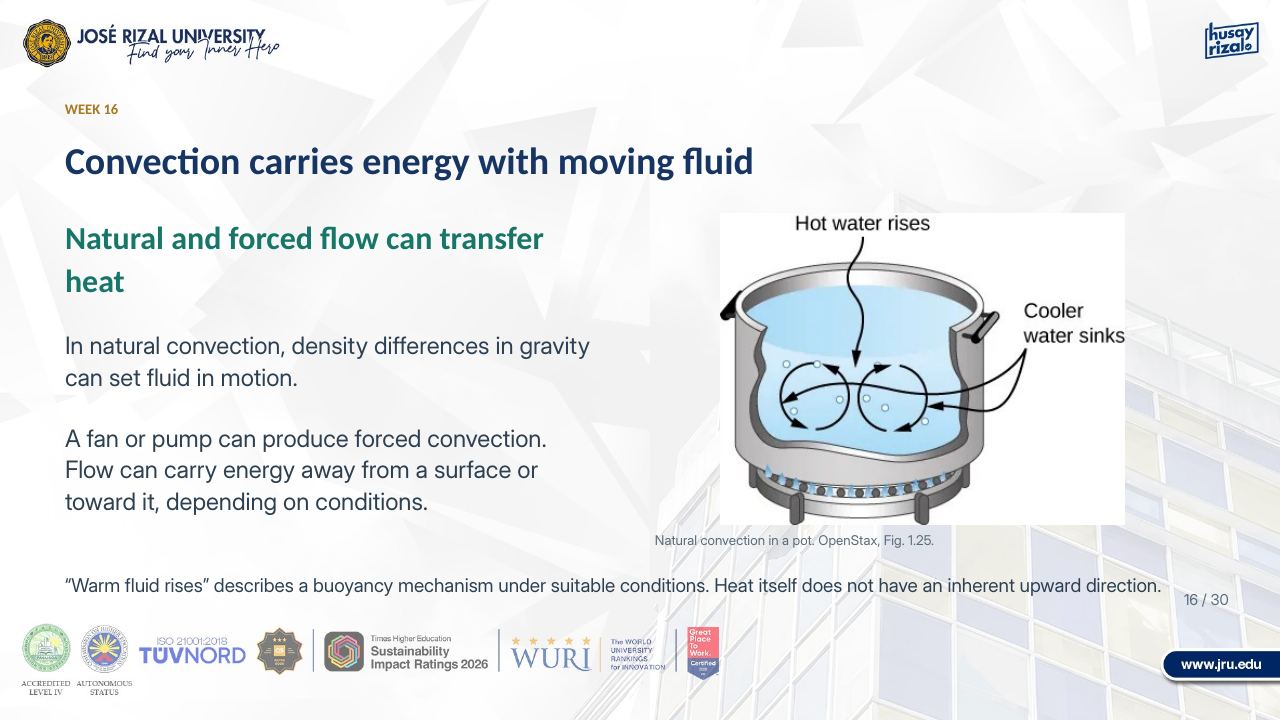 JOSÉ RIZAL UNIVERSITY
Find your Inner Hero
husay
rizal
WEEK 16
Convection carries energy with moving fluid
Natural and forced flow can transfer
heat
In natural convection, density differences in gravity
can set fluid in motion.
A fan or pump can produce forced convection.
Flow can carry energy away from a surface or
toward it, depending on conditions.
Hot water rises
Cooler
water sinks
Natural convection in a pot. OpenStax, Fig. 1.25.
“Warm fluid rises” describes a buoyancy mechanism under suitable conditions. Heat itself does not have an inherent upward direction.
16 / 30
ACCREDITED
LEVEL IV
AUTONOMOUS
STATUS
ISO 21001:2018
TÜVNORD
Times Higher Education
Sustainability
Impact Ratings 2026
WURI
The WORLD
UNIVERSITY
RANKINGS
for INNOVATION
Great
Place
To
Work.
Certified
www.jru.edu